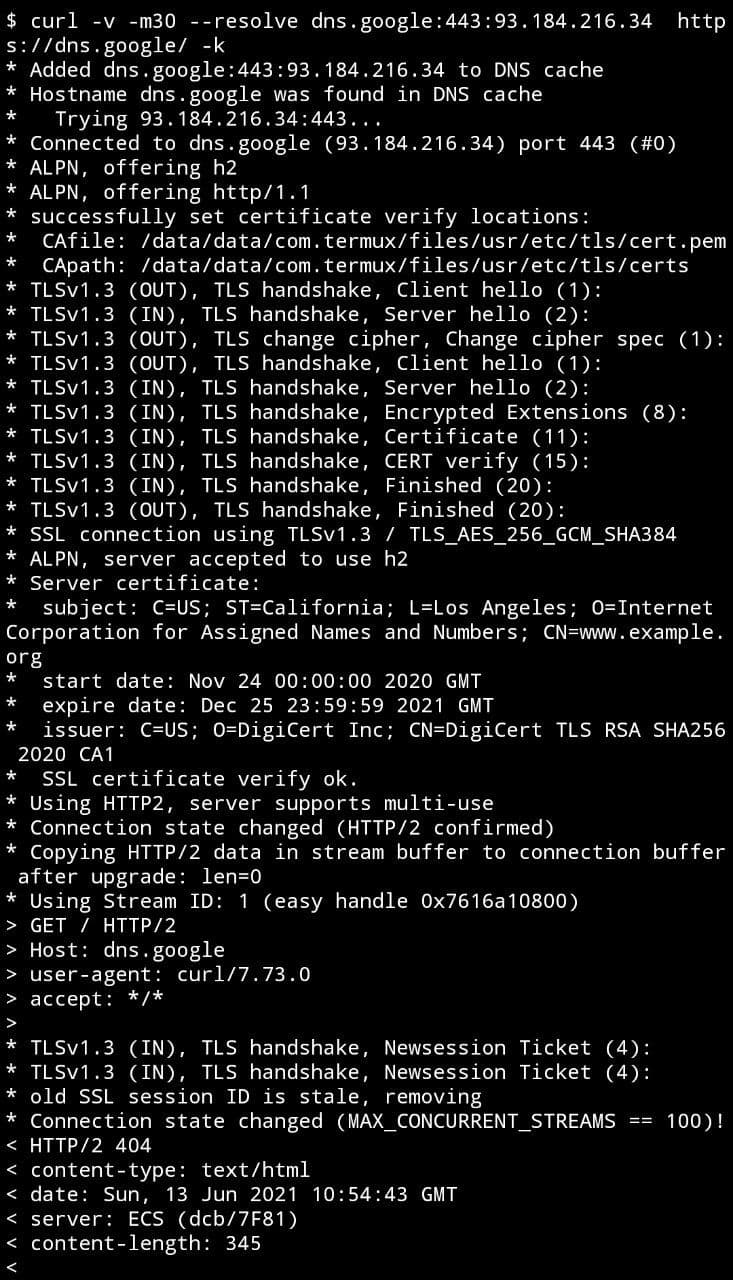 $ curl -v -m30 --resolve dns.google:443:93.184.216.34  http
s://dns.google/ -k
* Added dns.google:443:93.184.216.34 to DNS cache
* Hostname dns.google was found in DNS cache
*   Trying 93.184.216.34:443...
* Connected to dns.google (93.184.216.34) port 443 (#0)
* ALPN, offering h2
* ALPN, offering http/1.1
* successfully set certificate verify locations:
*  CAfile: /data/data/com.termux/files/usr/etc/tls/cert.pem
*  CApath: /data/data/com.termux/files/usr/etc/tls/certs
* TLSv1.3 (OUT), TLS handshake, Client hello (1):
* TLSv1.3 (IN), TLS handshake, Server hello (2):
* TLSv1.3 (OUT), TLS change cipher, Change cipher spec (1):
* TLSv1.3 (OUT), TLS handshake, Client hello (1):
* TLSv1.3 (IN), TLS handshake, Server hello (2):
* TLSv1.3 (IN), TLS handshake, Encrypted Extensions (8):
* TLSv1.3 (IN), TLS handshake, Certificate (11):
* TLSv1.3 (IN), TLS handshake, CERT verify (15):
* TLSv1.3 (IN), TLS handshake, Finished (20):
* TLSv1.3 (OUT), TLS handshake, Finished (20):
* SSL connection using TLSv1.3 / TLS_AES_256_GCM_SHA384
* ALPN, server accepted to use h2
* Server certificate:
*  subject: C=US; ST=California; L=Los Angeles; O=Internet
Corporation for Assigned Names and Numbers; CN=www.example.
org
*  start date: Nov 24 00:00:00 2020 GMT
*  expire date: Dec 25 23:59:59 2021 GMT
*  issuer: C=US; O=DigiCert Inc; CN=DigiCert TLS RSA SHA256
 2020 CA1
*  SSL certificate verify ok.
* Using HTTP2, server supports multi-use
* Connection state changed (HTTP/2 confirmed)
* Copying HTTP/2 data in stream buffer to connection buffer
 after upgrade: len=0
* Using Stream ID: 1 (easy handle 0x7616a10800)
> GET / HTTP/2
> Host: dns.google
> user-agent: curl/7.73.0
> accept: */*
>
* TLSv1.3 (IN), TLS handshake, Newsession Ticket (4):
* TLSv1.3 (IN), TLS handshake, Newsession Ticket (4):
* old SSL session ID is stale, removing
* Connection state changed (MAX_CONCURRENT_STREAMS == 100)!
< HTTP/2 404
< content-type: text/html
< date: Sun, 13 Jun 2021 10:54:43 GMT
< server: ECS (dcb/7F81)
< content-length: 345
<